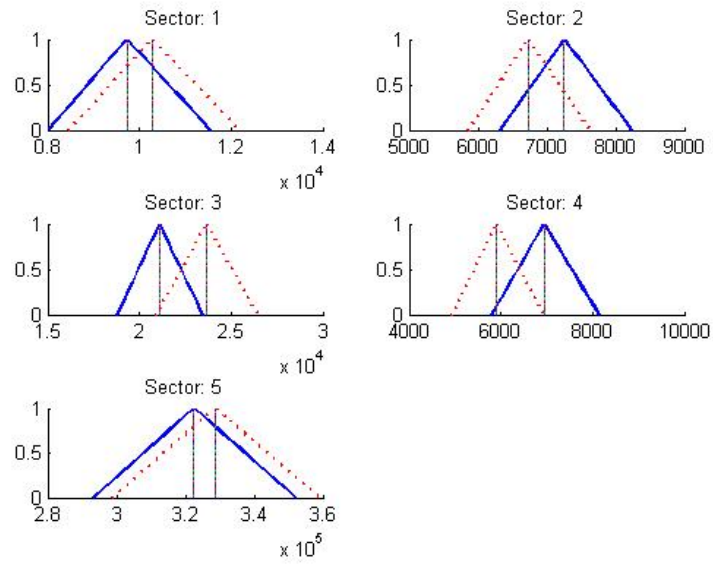 Sector: 1
1
0.5
0
0.8 1 1.2 1.4
x 10^4
Sector: 2
1
0.5
0
5000 6000 7000 8000 9000
Sector: 3
1
0.5
0
1.5 2 2.5 3
x 10^4
Sector: 4
1
0.5
0
4000 6000 8000 10000
Sector: 5
1
0.5
0
2.8 3 3.2 3.4 3.6
x 10^5